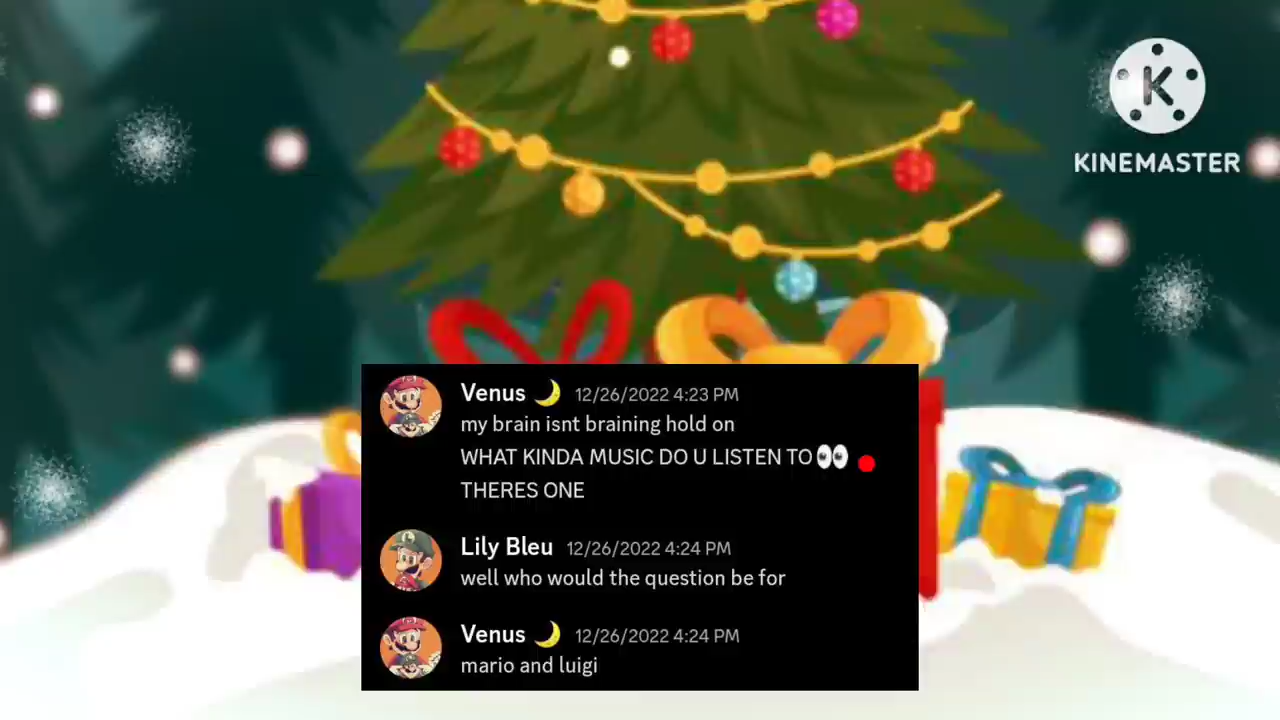 K
KINEMASTER
Venus 🌙 12/26/2022 4:23 PM
my brain isnt braining hold on
WHAT KINDA MUSIC DO U LISTEN TO👀
THERES ONE
Lily Bleu 12/26/2022 4:24 PM
well who would the question be for
Venus 🌙 12/26/2022 4:24 PM
mario and luigi